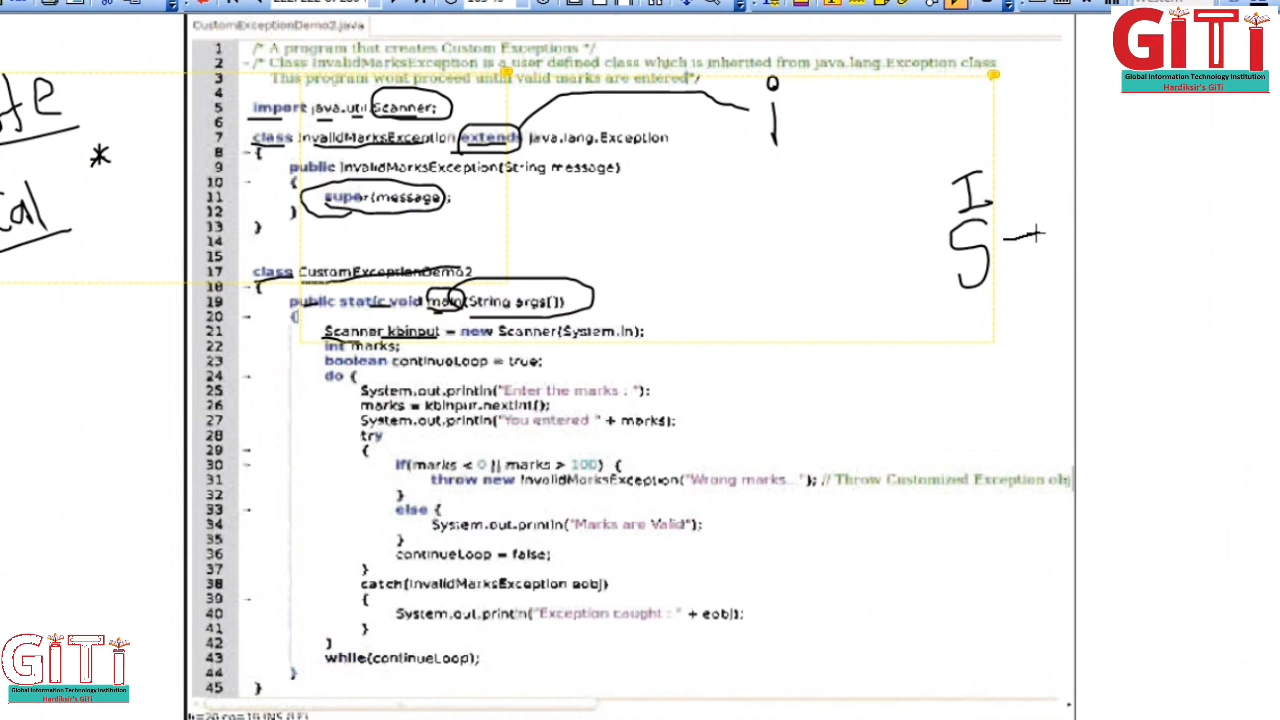 CustomExceptionDemo2.java
GiTi
Global Information Technology Institution
Hardiksir's GiTi
1 /* A program that creates Custom Exceptions */
2 /* Class InvalidMarksException is a user defined class which is inherited from java.lang.Exception class
3 This program wont proceed until valid marks are entered*/
4
5 import java.util.Scanner;
6
7 class InvalidMarksException extends java.lang.Exception
8 {
9 public InvalidMarksException(String message)
10 {
11 super(message);
12 }
13 }
14
15
17 class CustomExceptionDemo2
18 {
19 public static void main(String args[])
20 {
21 Scanner kbinput = new Scanner(System.in);
22 int marks;
23 boolean continueLoop = true;
24 do {
25 System.out.println("Enter the marks : ");
26 marks = kbinput.nextInt();
27 System.out.println("You entered " + marks);
28 try
29 {
30 if(marks < 0 || marks > 100) {
31 throw new InvalidMarksException("Wrong marks..."); // Throw Customized Exception obj
32 }
33 else {
34 System.out.println("Marks are Valid");
35 }
36 continueLoop = false;
37 }
38 catch(InvalidMarksException eobj)
39 {
40 System.out.println("Exception caught : " + eobj);
41 }
42 }
43 while(continueLoop);
44 }
45 }
*
I
S
GiTi
Global Information Technology Institution
Hardiksir's GiTi